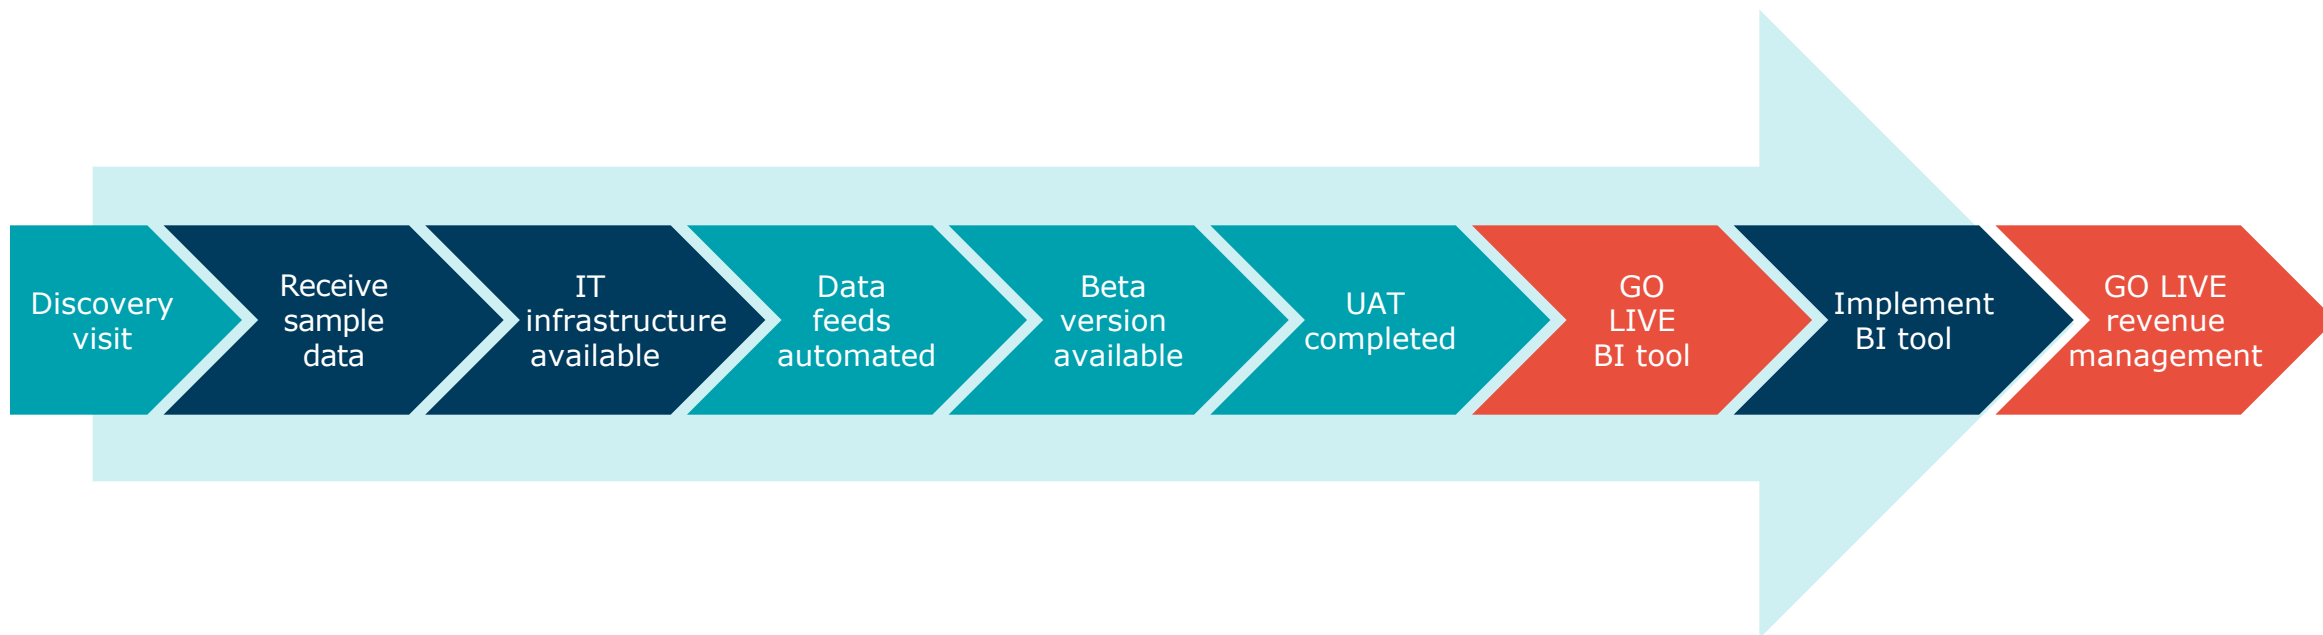 Discovery
visit
Receive
sample
data
IT
infrastructure
available
Data
feeds
automated
Beta
version
available
UAT
completed
GO
LIVE
BI tool
Implement
BI tool
GO LIVE
revenue
management